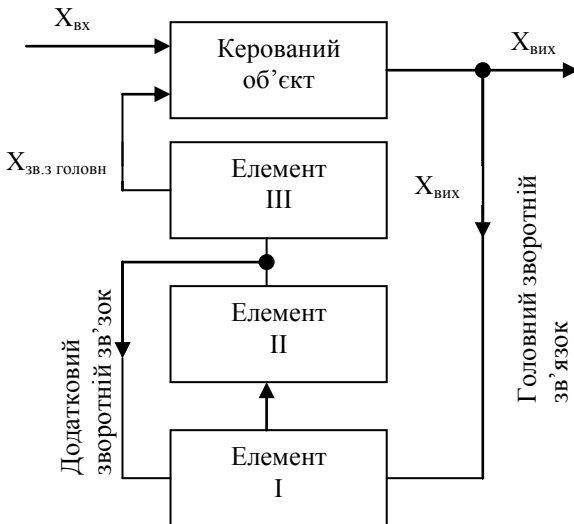 Xвх
Керований
об’єкт
Xвих
Xзв.з головн
Елемент
III
Xвих
Головний зворотній
зв’язок
Додатковий
зворотній зв’зок
Елемент
II
Елемент
I